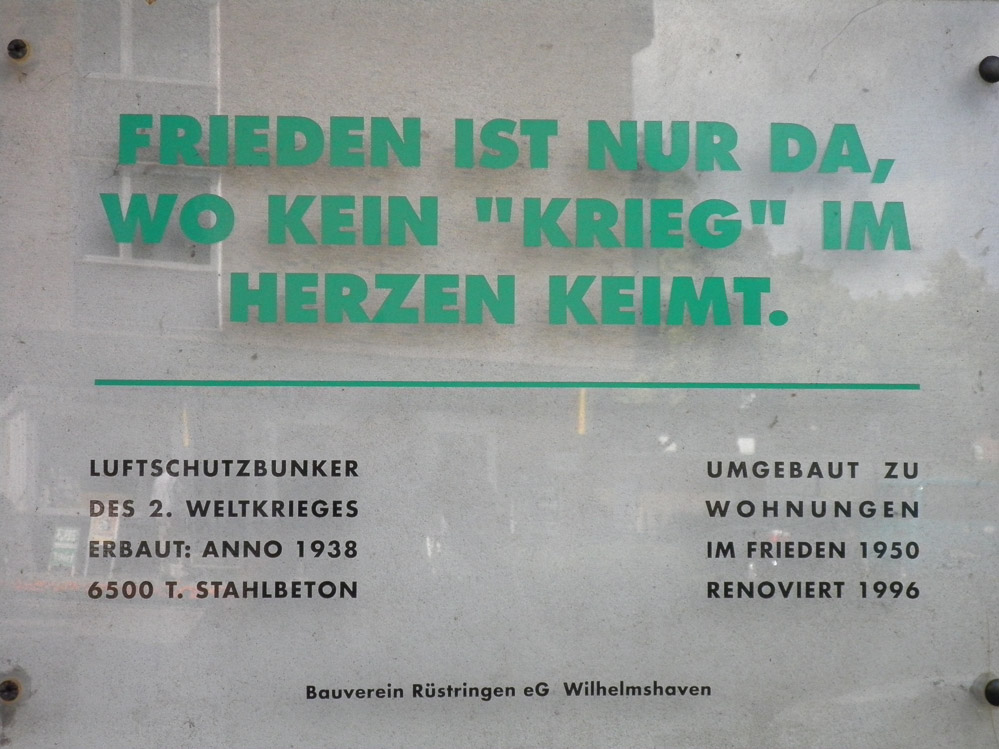 FRIEDEN IST NUR DA,
WO KEIN "KRIEG" IM
HERZEN KEIMT.
LUFTSCHUTZBUNKER
DES 2. WELTKRIEGES
ERBAUT: ANNO 1938
6500 T. STAHLBETON
UMGEBAUT ZU
WOHNUNGEN
IM FRIEDEN 1950
RENOVIERT 1996
Bauverein Rüstringen eG Wilhelmshaven